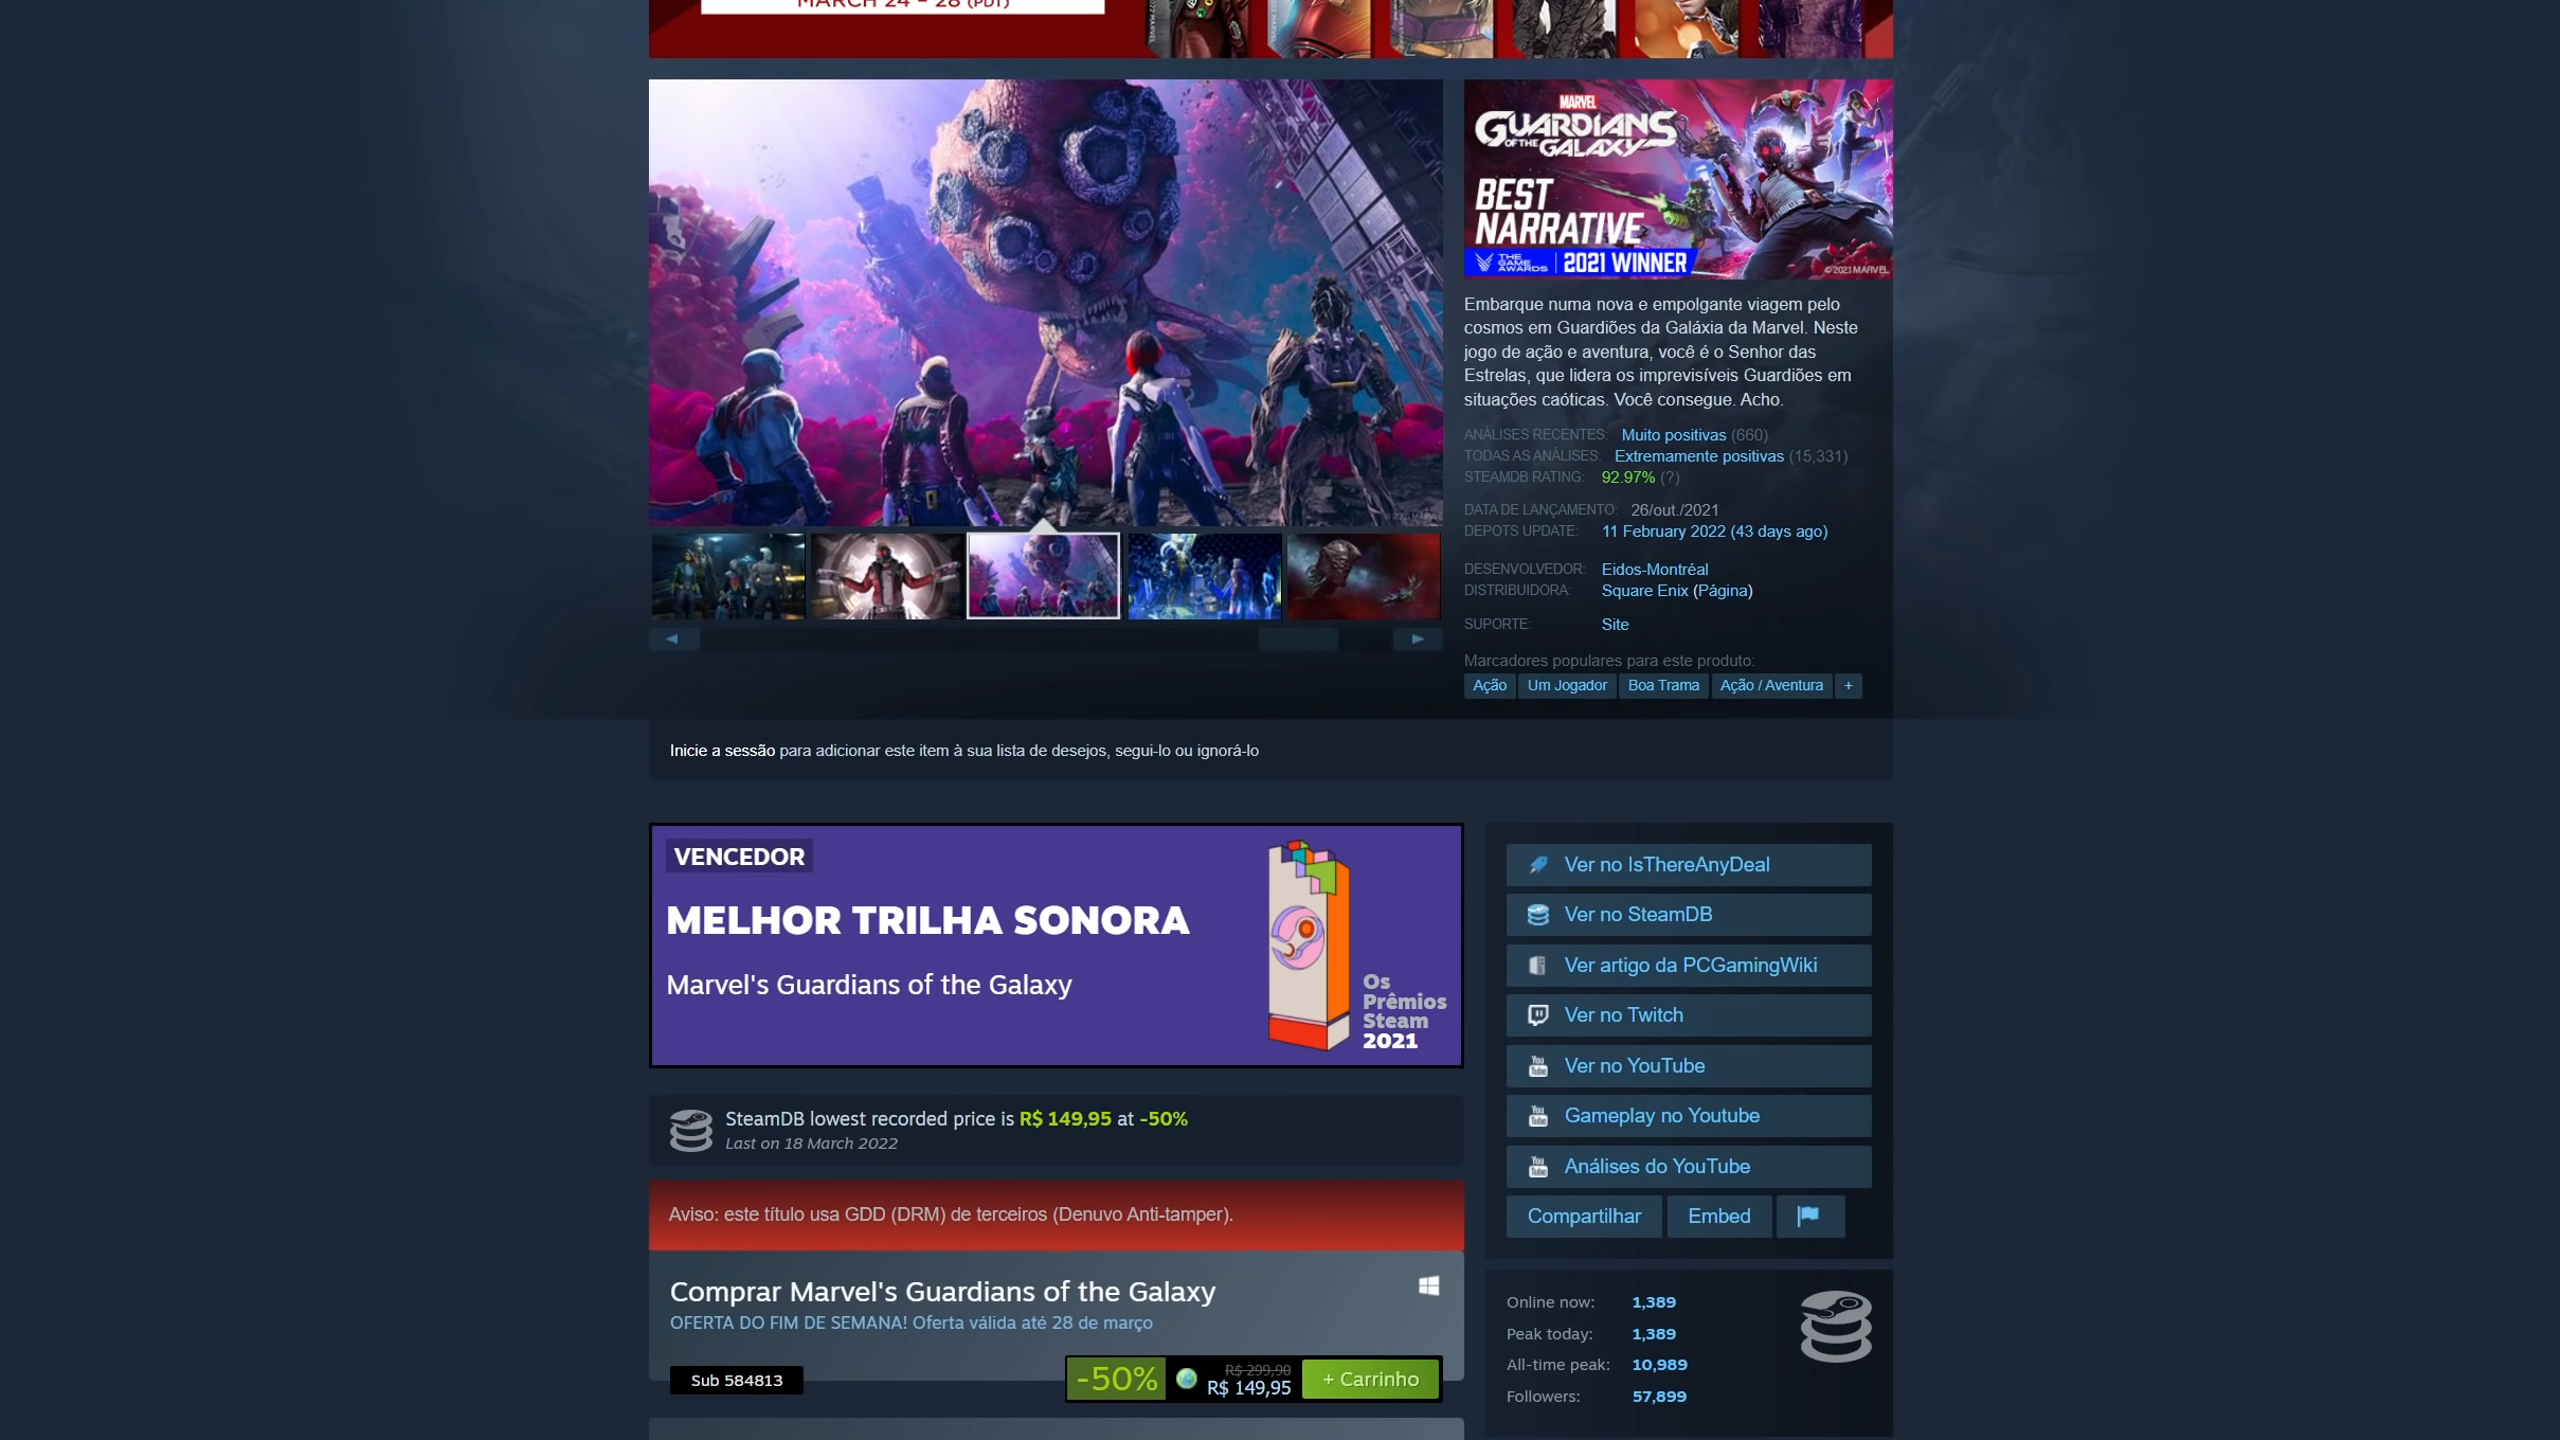 MARCH 24 – 28 (PDT)
MARVEL
GUARDIANS
OF THE
GALAXY
BEST
NARRATIVE
THE GAME AWARDS | 2021 WINNER
© 2021 MARVEL
Embarque numa nova e empolgante viagem pelo
cosmos em Guardiões da Galáxia da Marvel. Neste
jogo de ação e aventura, você é o Senhor das
Estrelas, que lidera os imprevisíveis Guardiões em
situações caóticas. Você consegue. Acho.
ANÁLISES RECENTES: Muito positivas (660)
TODAS AS ANÁLISES: Extremamente positivas (15,331)
STEAMDB RATING: 92.97% (?)
DATA DE LANÇAMENTO: 26/out./2021
DEPOTS UPDATE: 11 February 2022 (43 days ago)
DESENVOLVEDOR: Eidos-Montréal
DISTRIBUIDORA: Square Enix (Página)
SUPORTE: Site
Marcadores populares para este produto:
Ação Um Jogador Boa Trama Ação / Aventura +
Inicie a sessão para adicionar este item à sua lista de desejos, segui-lo ou ignorá-lo
VENCEDOR
MELHOR TRILHA SONORA
Marvel's Guardians of the Galaxy
Os
Prêmios
Steam
2021
SteamDB lowest recorded price is R$ 149,95 at -50%
Last on 18 March 2022
Aviso: este título usa GDD (DRM) de terceiros (Denuvo Anti-tamper).
Comprar Marvel's Guardians of the Galaxy
OFERTA DO FIM DE SEMANA! Oferta válida até 28 de março
Sub 584813
-50%
R$ 299,90
R$ 149,95
+ Carrinho
Ver no IsThereAnyDeal
Ver no SteamDB
Ver artigo da PCGamingWiki
Ver no Twitch
Ver no YouTube
Gameplay no Youtube
Análises do YouTube
Compartilhar Embed
Online now: 1,389
Peak today: 1,389
All-time peak: 10,989
Followers: 57,899